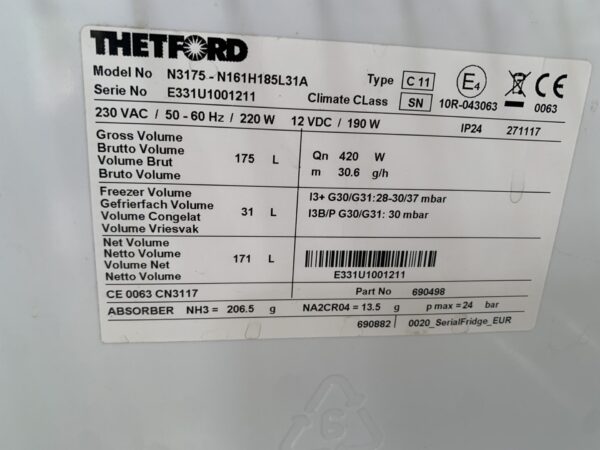 THETFORD
Model No N3175 - N161H185L31A Type C 11 E4 CE
Serie No E331U1001211 Climate CLass SN 10R-043063 0063
230 VAC / 50 - 60 Hz / 220 W 12 VDC / 190 W IP24 271117
Gross Volume
Brutto Volume
Volume Brut 175 L
Bruto Volume
Qn 420 W
m 30.6 g/h
Freezer Volume
Gefrierfach Volume
Volume Congelat 31 L
Volume Vriesvak
I3+ G30/G31:28-30/37 mbar
I3B/P G30/G31: 30 mbar
Net Volume
Netto Volume
Volume Net 171 L
Netto Volume
E331U1001211
CE 0063 CN3117 Part No 690498
ABSORBER NH3 = 206.5 g NA2CR04 = 13.5 g p max = 24 bar
690882 0020_SerialFridge_EUR
6